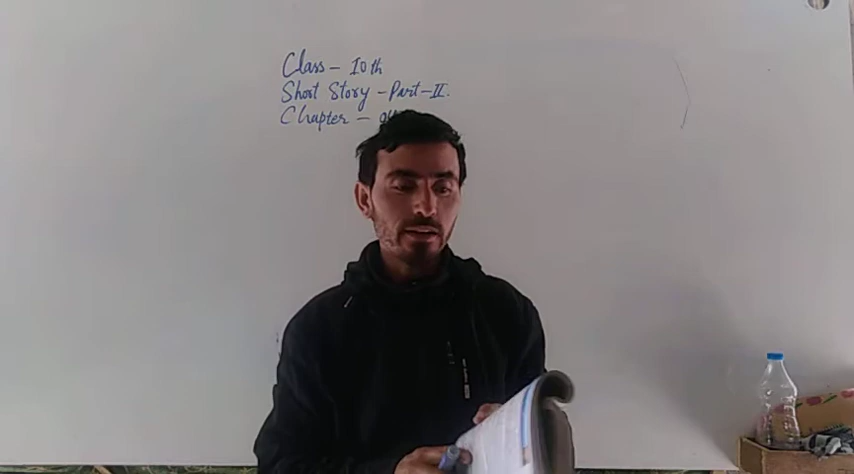 Class - 10th
Short Story - Part - II.
Chapter -